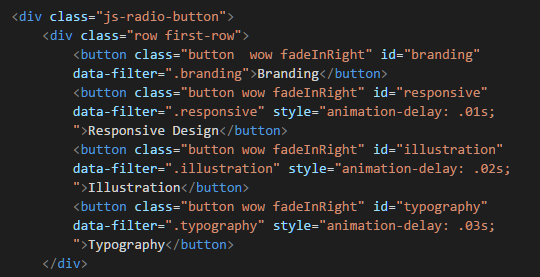 <div class="js-radio-button">
<div class="row first-row">
<button class="button  wow fadeInRight" id="branding"
data-filter=".branding">Branding</button>
<button class="button wow fadeInRight" id="responsive"
data-filter=".responsive" style="animation-delay: .01s;
">Responsive Design</button>
<button class="button wow fadeInRight" id="illustration"
data-filter=".illustration" style="animation-delay: .02s;
">Illustration</button>
<button class="button wow fadeInRight" id="typography"
data-filter=".typography" style="animation-delay: .03s;
">Typography</button>
</div>